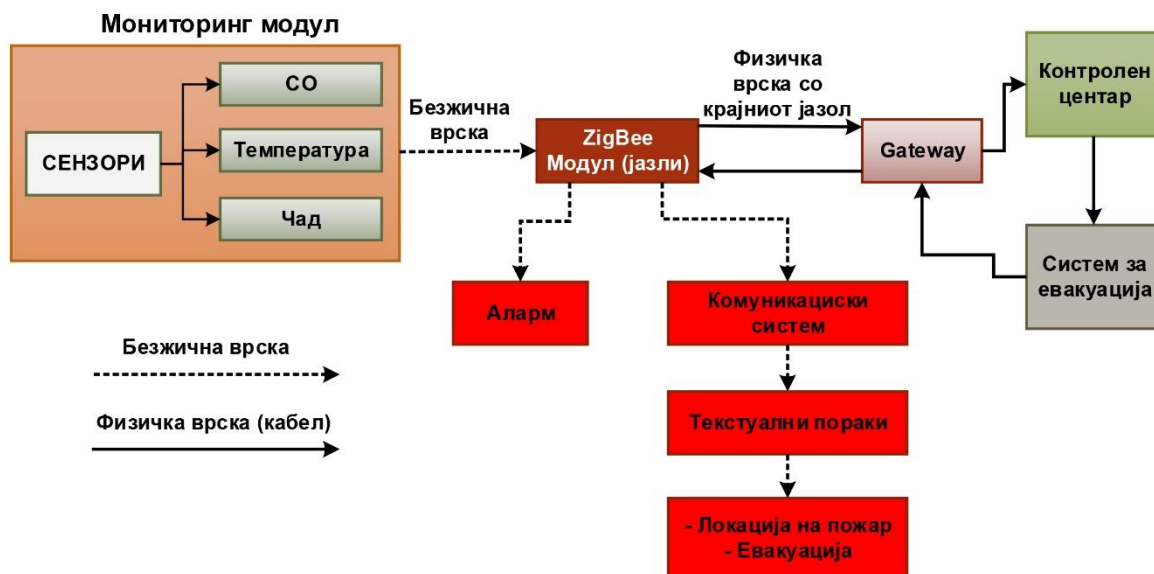 Мониторинг модул
СЕНЗОРИ
CO
Температура
Чад
Безжична
врска
ZigBee
Модул (јазли)
Физичка
врска со
крајниот јазол
Gateway
Контролен
центар
Систем за
евакуација
Аларм
Комуникациски
систем
Текстуални пораки
- Локација на пожар
- Евакуација
Безжична врска
Физичка врска (кабел)